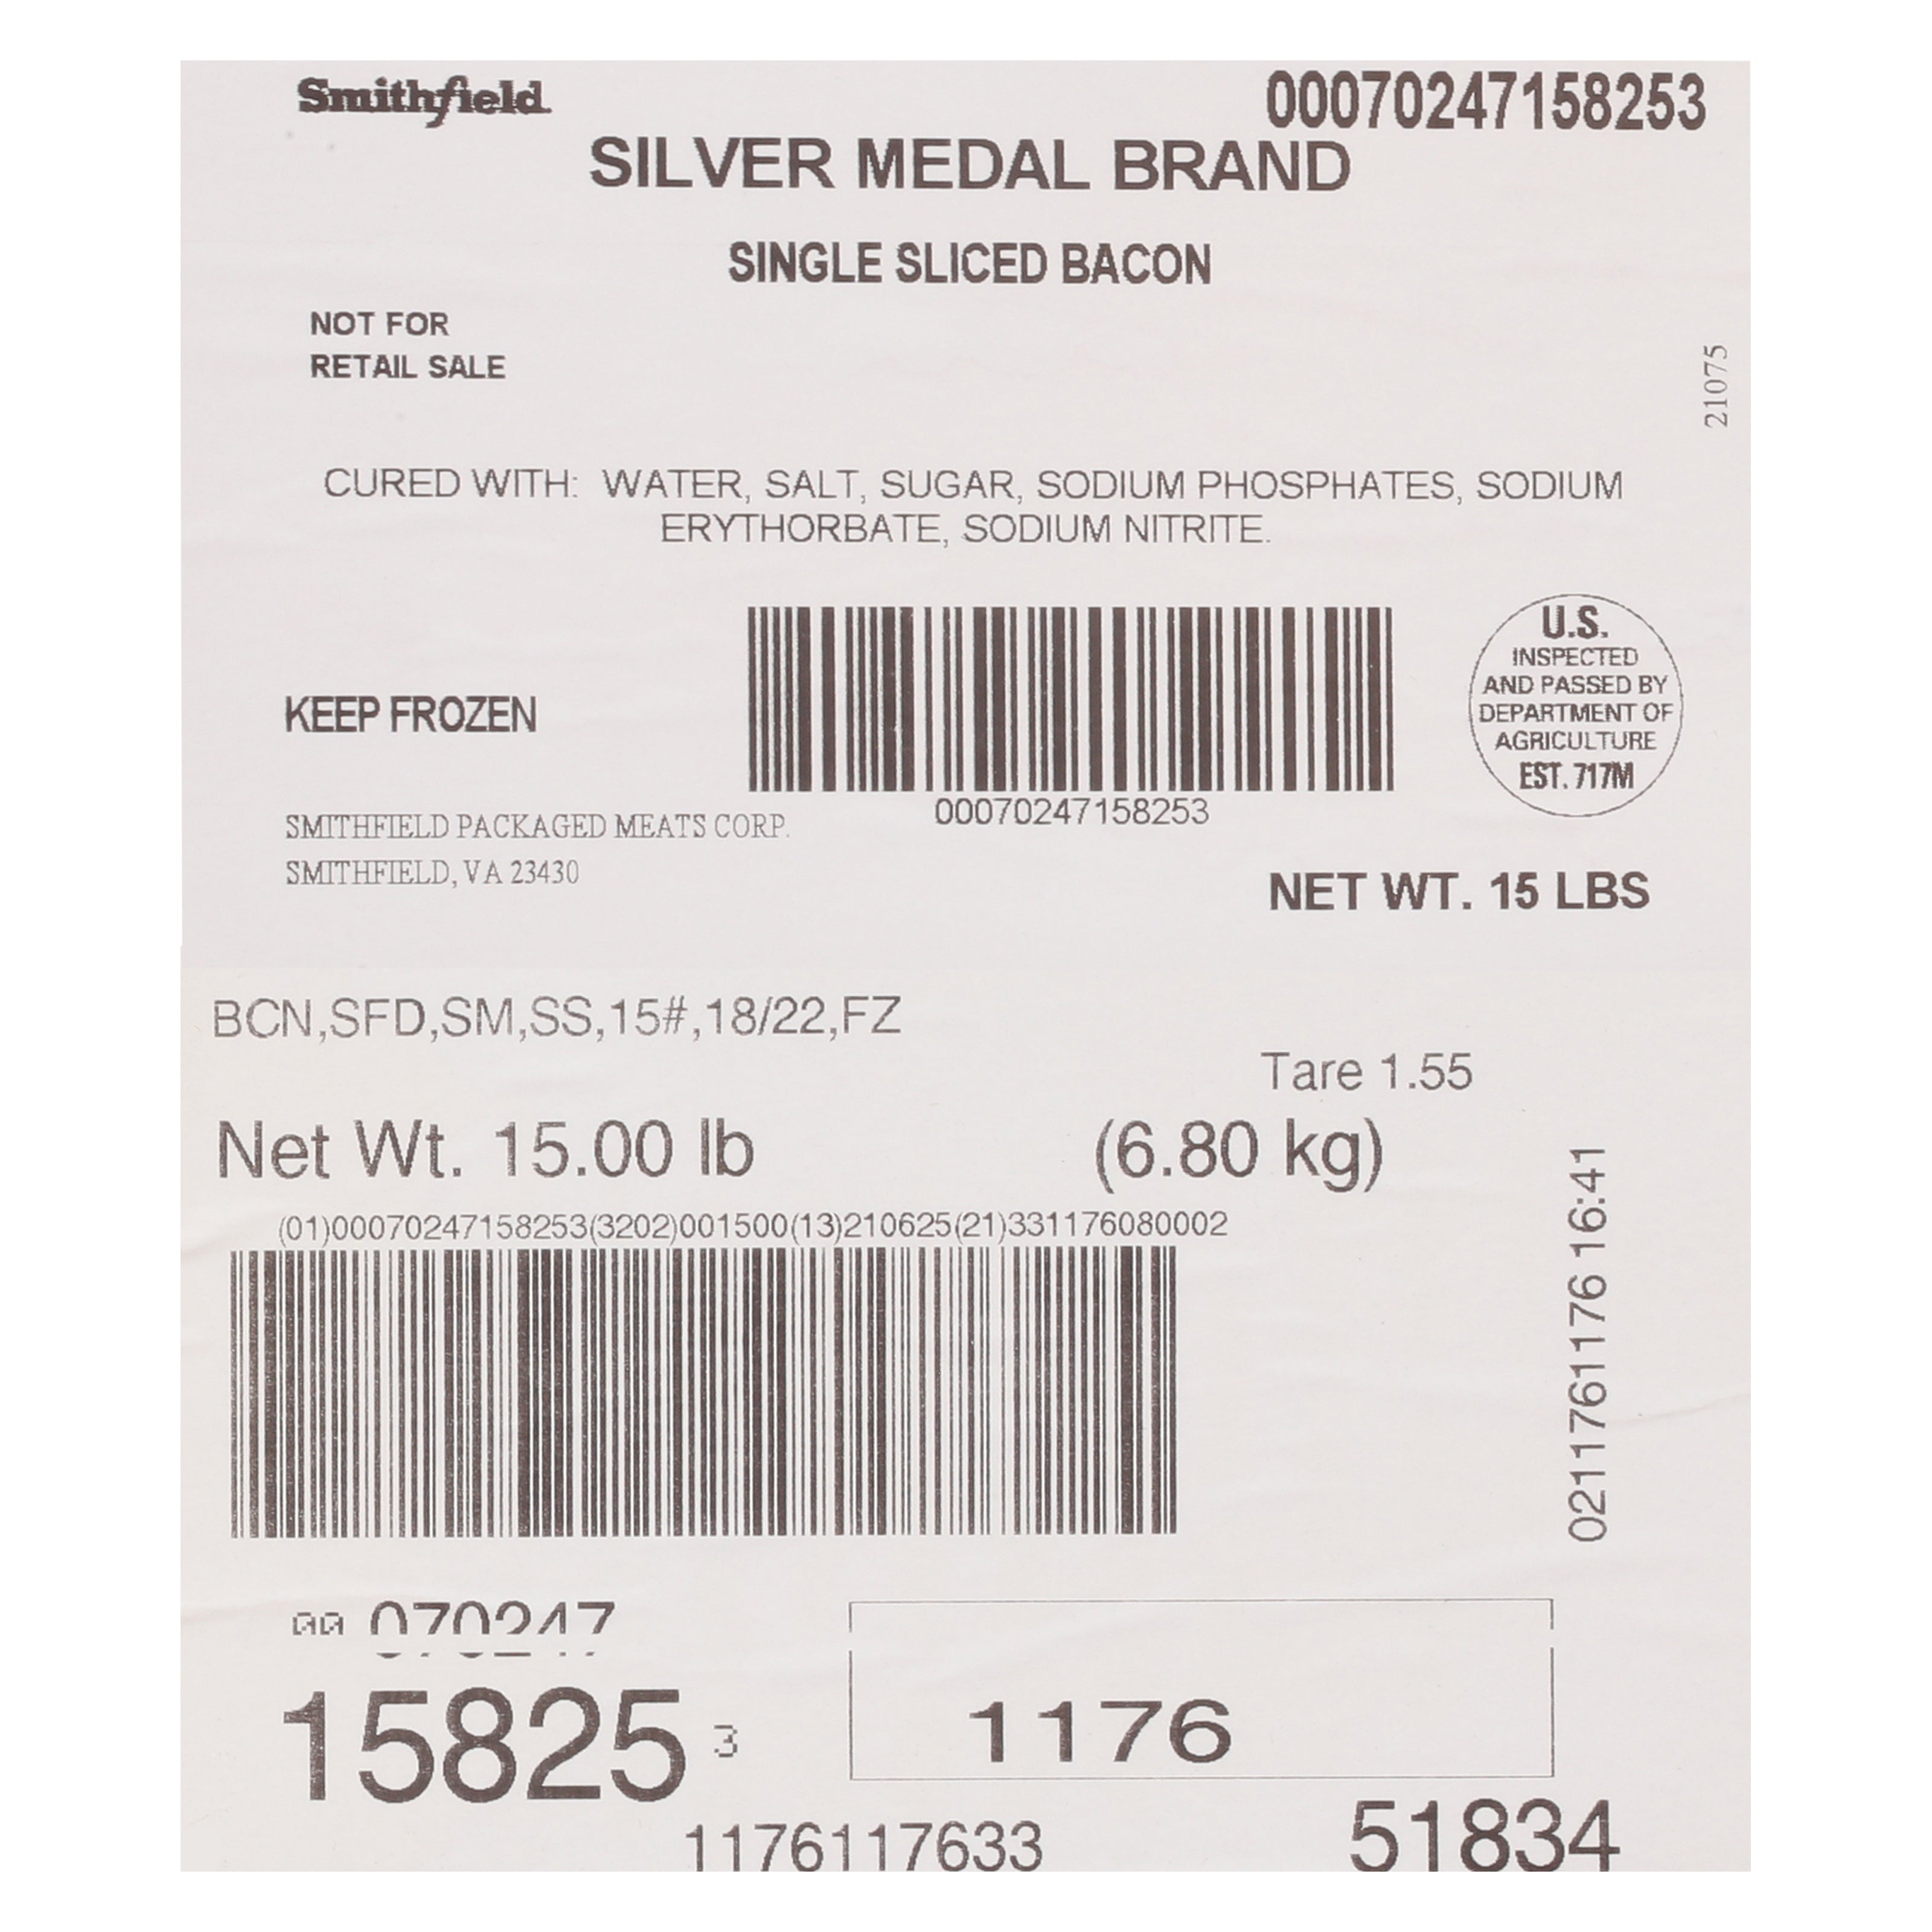 Smithfield
00070247158253
SILVER MEDAL BRAND
SINGLE SLICED BACON
NOT FOR
RETAIL SALE
21075
CURED WITH: WATER, SALT, SUGAR, SODIUM PHOSPHATES, SODIUM
ERYTHORBATE, SODIUM NITRITE.
U.S.
INSPECTED
AND PASSED BY
DEPARTMENT OF
AGRICULTURE
EST. 717M
KEEP FROZEN
00070247158253
SMITHFIELD PACKAGED MEATS CORP.
SMITHFIELD, VA 23430
NET WT. 15 LBS
BCN,SFD,SM,SS,15#,18/22,FZ
Tare 1.55
Net Wt. 15.00 lb (6.80 kg)
(01)00070247158253(3202)001500(13)210625(21)331176080002
0211761176 16:41
00 070247
15825 3
1176
1176117633
51834